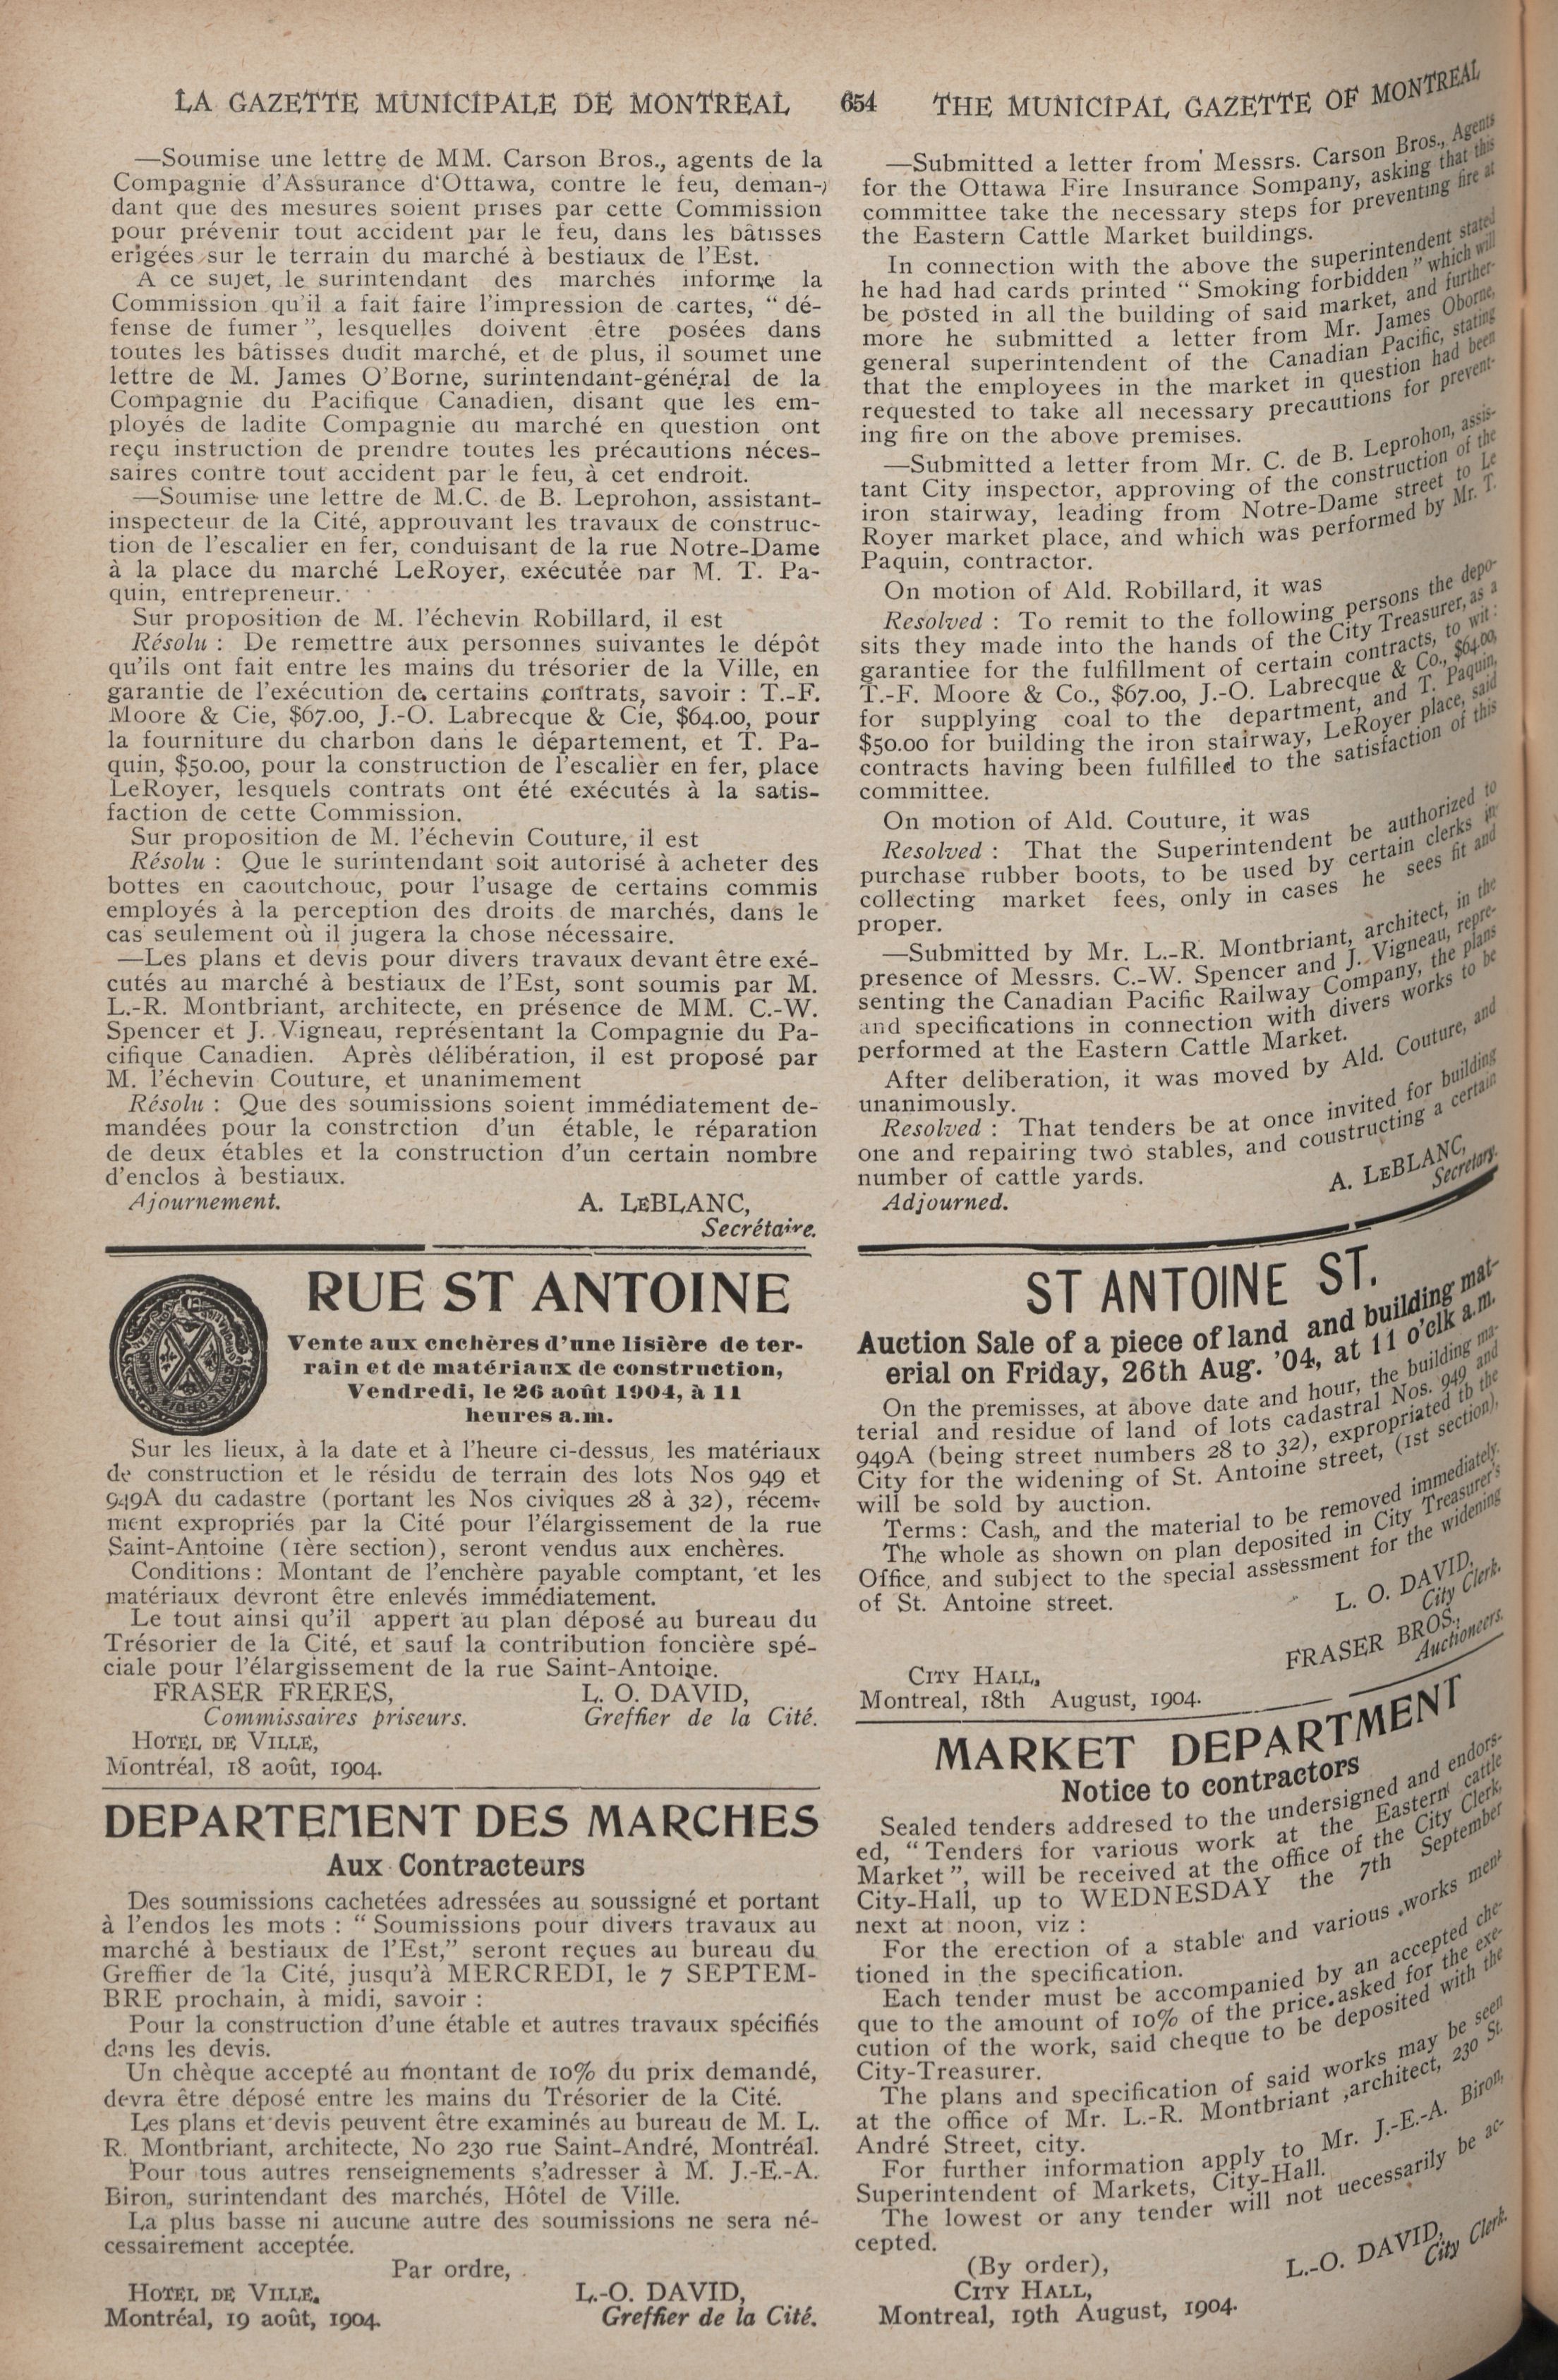 LA GAZETTE MUNICIPALE DE MONTREAL 654 THE MUNICIPAL GAZETTE OF MONTREAL
—Soumise une lettre de MM. Carson Bros., agents de la
Compagnie d'Assurance d'Ottawa, contre le feu, deman-
dant que des mesures soient prises par cette Commission
pour prévenir tout accident par le feu, dans les bâtisses
erigées sur le terrain du marché à bestiaux de l'Est.
A ce sujet, le surintendant des marchés informe la
Commission qu'il a fait faire l'impression de cartes, " dé-
fense de fumer ", lesquelles doivent être posées dans
toutes les bâtisses dudit marché, et de plus, il soumet une
lettre de M. James O'Borne, surintendant-général de la
Compagnie du Pacifique Canadien, disant que les em-
ployés de ladite Compagnie au marché en question ont
reçu instruction de prendre toutes les précautions néces-
saires contre tout accident par le feu, à cet endroit.
—Soumise une lettre de M.C. de B. Leprohon, assistant-
inspecteur de la Cité, approuvant les travaux de construc-
tion de l'escalier en fer, conduisant de la rue Notre-Dame
à la place du marché LeRoyer, exécutée par M. T. Pa-
quin, entrepreneur.
Sur proposition de M. l'échevin Robillard, il est
Résolu : De remettre aux personnes suivantes le dépôt
qu'ils ont fait entre les mains du trésorier de la Ville, en
garantie de l'exécution de certains contrats, savoir : T.-F.
Moore & Cie, $67.00, J.-O. Labrecque & Cie, $64.00, pour
la fourniture du charbon dans le département, et T. Pa-
quin, $50.00, pour la construction de l'escalier en fer, place
LeRoyer, lesquels contrats ont été exécutés à la satis-
faction de cette Commission.
Sur proposition de M. l'échevin Couture, il est
Résolu : Que le surintendant soit autorisé à acheter des
bottes en caoutchouc, pour l'usage de certains commis
employés à la perception des droits de marchés, dans le
cas seulement où il jugera la chose nécessaire.
—Les plans et devis pour divers travaux devant être exé-
cutés au marché à bestiaux de l'Est, sont soumis par M.
L.-R. Montbriant, architecte, en présence de MM. C.-W.
Spencer et J. Vigneau, représentant la Compagnie du Pa-
cifique Canadien. Après délibération, il est proposé par
M. l'échevin Couture, et unanimement
Résolu : Que des soumissions soient immédiatement de-
mandées pour la constrction d'un étable, le réparation
de deux étables et la construction d'un certain nombre
d'enclos à bestiaux.
Ajournement. A. LEBLANC,
Secrétaire.
RUE ST ANTOINE
Vente aux enchères d'une lisière de ter-
rain et de matériaux de construction,
Vendredi, le 26 août 1904, à 11
heures a.m.
Sur les lieux, à la date et à l'heure ci-dessus, les matériaux
de construction et le résidu de terrain des lots Nos 949 et
949A du cadastre (portant les Nos civiques 28 à 32), récem-
ment expropriés par la Cité pour l'élargissement de la rue
Saint-Antoine (1ère section), seront vendus aux enchères.
Conditions : Montant de l'enchère payable comptant, et les
matériaux devront être enlevés immédiatement.
Le tout ainsi qu'il appert au plan déposé au bureau du
Trésorier de la Cité, et sauf la contribution foncière spé-
ciale pour l'élargissement de la rue Saint-Antoine.
FRASER FRERES, L. O. DAVID,
Commissaires priseurs. Greffier de la Cité.
HOTEL DE VILLE,
Montréal, 18 août, 1904.
DEPARTEMENT DES MARCHES
Aux Contracteurs
Des soumissions cachetées adressées au soussigné et portant
à l'endos les mots : " Soumissions pour divers travaux au
marché à bestiaux de l'Est," seront reçues au bureau du
Greffier de la Cité, jusqu'à MERCREDI, le 7 SEPTEM-
BRE prochain, à midi, savoir :
Pour la construction d'une étable et autres travaux spécifiés
dans les devis.
Un chèque accepté au montant de 10% du prix demandé,
devra être déposé entre les mains du Trésorier de la Cité.
Les plans et devis peuvent être examinés au bureau de M. L.
R. Montbriant, architecte, No 230 rue Saint-André, Montréal.
Pour tous autres renseignements s'adresser à M. J.-E.-A.
Biron, surintendant des marchés, Hôtel de Ville.
La plus basse ni aucune autre des soumissions ne sera né-
cessairement acceptée.
Par ordre,
HOTEL DE VILLE, L.-O. DAVID,
Montréal, 19 août, 1904. Greffier de la Cité.
—Submitted a letter from Messrs. Carson Bros., Agents
for the Ottawa Fire Insurance Sompany, asking that this
committee take the necessary steps for preventing fire at
the Eastern Cattle Market buildings.
In connection with the above the superintendent stated
he had had cards printed " Smoking forbidden " which will
be posted in all the building of said market, and further-
more he submitted a letter from Mr. James Oborne,
general superintendent of the Canadian Pacific, stating
that the employees in the market in question had been
requested to take all necessary precautions for prevent-
ing fire on the above premises.
—Submitted a letter from Mr. C. de B. Leprohon, assis-
tant City inspector, approving of the construction of the
iron stairway, leading from Notre-Dame street to Le
Royer market place, and which was performed by Mr. T.
Paquin, contractor.
On motion of Ald. Robillard, it was
Resolved : To remit to the following persons the depo-
sits they made into the hands of the City Treasurer, as a
garantiee for the fulfillment of certain contracts, to wit :
T.-F. Moore & Co., $67.00, J.-O. Labrecque & Co., $64.00,
for supplying coal to the department, and T. Paquin,
$50.00 for building the iron stairway, LeRoyer place, said
contracts having been fulfilled to the satisfaction of this
committee.
On motion of Ald. Couture, it was
Resolved : That the Superintendent be authorized to
purchase rubber boots, to be used by certain clerks in
collecting market fees, only in cases he sees fit and
proper.
—Submitted by Mr. L.-R. Montbriant, architect, in the
presence of Messrs. C.-W. Spencer and J. Vigneau, repre-
senting the Canadian Pacific Railway Company, the plans
and specifications in connection with divers works to be
performed at the Eastern Cattle Market.
After deliberation, it was moved by Ald. Couture, and
unanimously.
Resolved : That tenders be at once invited for building
one and repairing two stables, and coustructing a certain
number of cattle yards.
A. LEBLANC,
Secretary.
Adjourned.
ST ANTOINE ST.
Auction Sale of a piece of land and building mat-
erial on Friday, 26th Aug. '04, at 11 o'clk a.m.
On the premisses, at above date and hour, the building ma-
terial and residue of land of lots cadastral Nos. 949 and
949A (being street numbers 28 to 32), expropriated tb the
City for the widening of St. Antoine street, (1st section),
will be sold by auction.
Terms : Cash, and the material to be removed immediately.
The whole as shown on plan deposited in City Treasurer's
Office, and subject to the special assessment for the widening
of St. Antoine street.
L. O. DAVID,
City Clerk.
FRASER BROS.,
Auctioneers.
CITY HALL,
Montreal, 18th August, 1904.
MARKET DEPARTMENT
Notice to contractors
Sealed tenders addresed to the undersigned and endors-
ed, " Tenders for various work at the Eastern cattle
Market ", will be received at the office of the City Clerk,
City-Hall, up to WEDNESDAY the 7th September
next at noon, viz :
For the erection of a stable and various works ment
tioned in the specification.
Each tender must be accompanied by an accepted che-
que to the amount of 10% of the price asked for the exe-
cution of the work, said cheque to be deposited with the
City-Treasurer.
The plans and specification of said works may be seen
at the office of Mr. L.-R. Montbriant ,architect, 230 St.
André Street, city.
For further information apply to Mr. J.-E.-A. Biron,
Superintendent of Markets, City-Hall.
The lowest or any tender will not uecessarily be ac-
cepted.
(By order),
L.-O. DAVID,
City Clerk.
CITY HALL,
Montreal, 19th August, 1904.